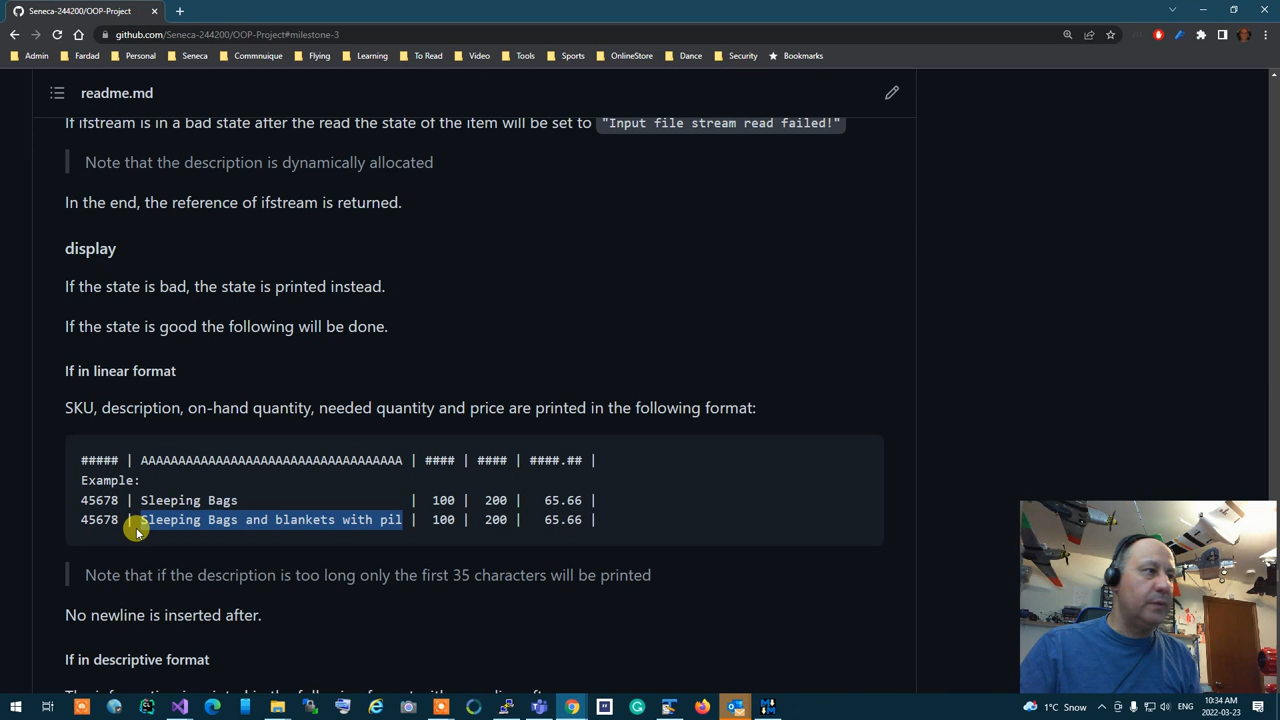 Seneca-244200/OOP-Project
github.com/Seneca-244200/OOP-Project#milestone-3
Admin Fardad Personal Seneca Commnuique Flying Learning To Read Video Tools Sports OnlineStore Dance Security Bookmarks
readme.md
If ifstream is in a bad state after the read the state of the item will be set to "Input file stream read failed!"
Note that the description is dynamically allocated
In the end, the reference of ifstream is returned.
display
If the state is bad, the state is printed instead.
If the state is good the following will be done.
If in linear format
SKU, description, on-hand quantity, needed quantity and price are printed in the following format:
##### | AAAAAAAAAAAAAAAAAAAAAAAAAAAAAAAAAAA | #### | #### | ####.## |
Example:
45678 | Sleeping Bags | 100 | 200 | 65.66 |
45678 | Sleeping Bags and blankets with pil | 100 | 200 | 65.66 |
Note that if the description is too long only the first 35 characters will be printed
No newline is inserted after.
If in descriptive format
1°C Snow
10:34 AM
2022-03-23